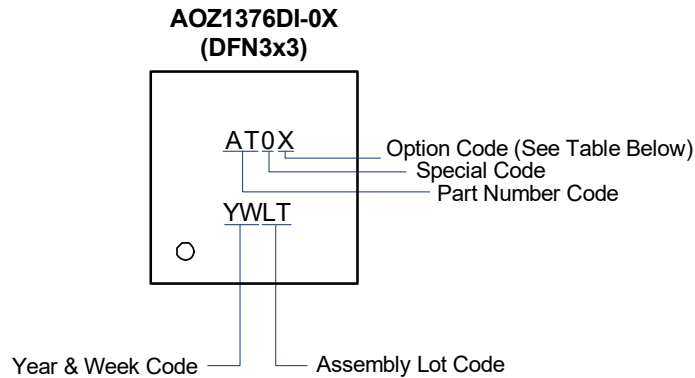 AOZ1376DI-0X
(DFN3x3)
AT0X
Option Code (See Table Below)
Special Code
Part Number Code
YWLT
Year & Week Code
Assembly Lot Code